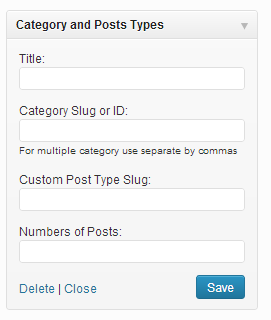 Category and Posts Types
Title:
Category Slug or ID:
For multiple category use separate by commas
Custom Post Type Slug:
Numbers of Posts:
Delete | Close Save